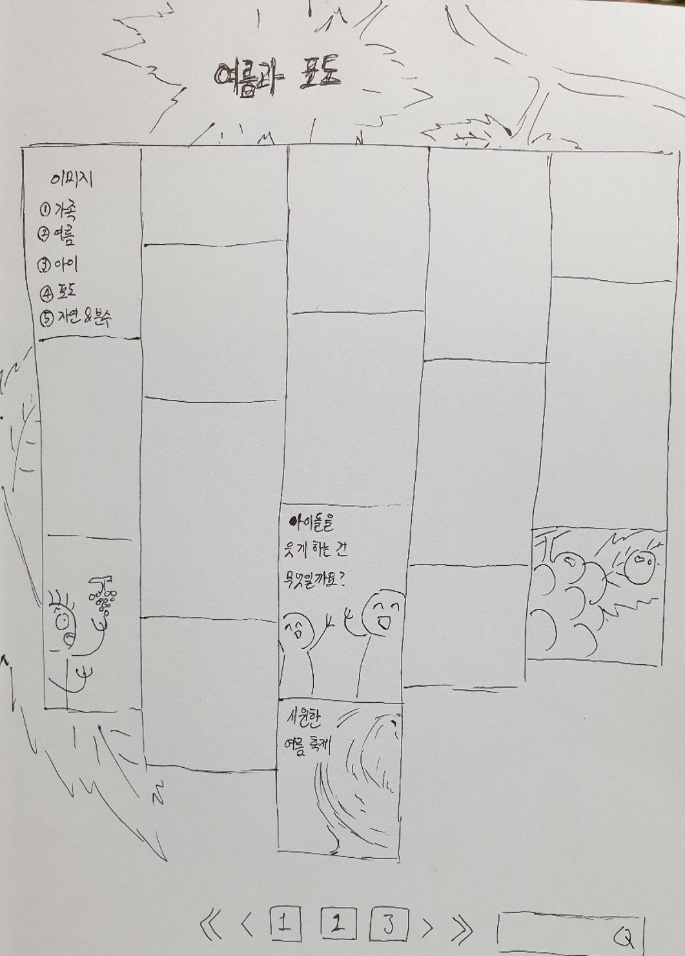 여름과 포도
이미지
① 가족
② 여름
③ 아이
④ 포도
⑤ 자연 & 분수
아이들을
웃게 하는 건
무엇일까요?
시원한
여름 축제
« < 1 2 3 > »